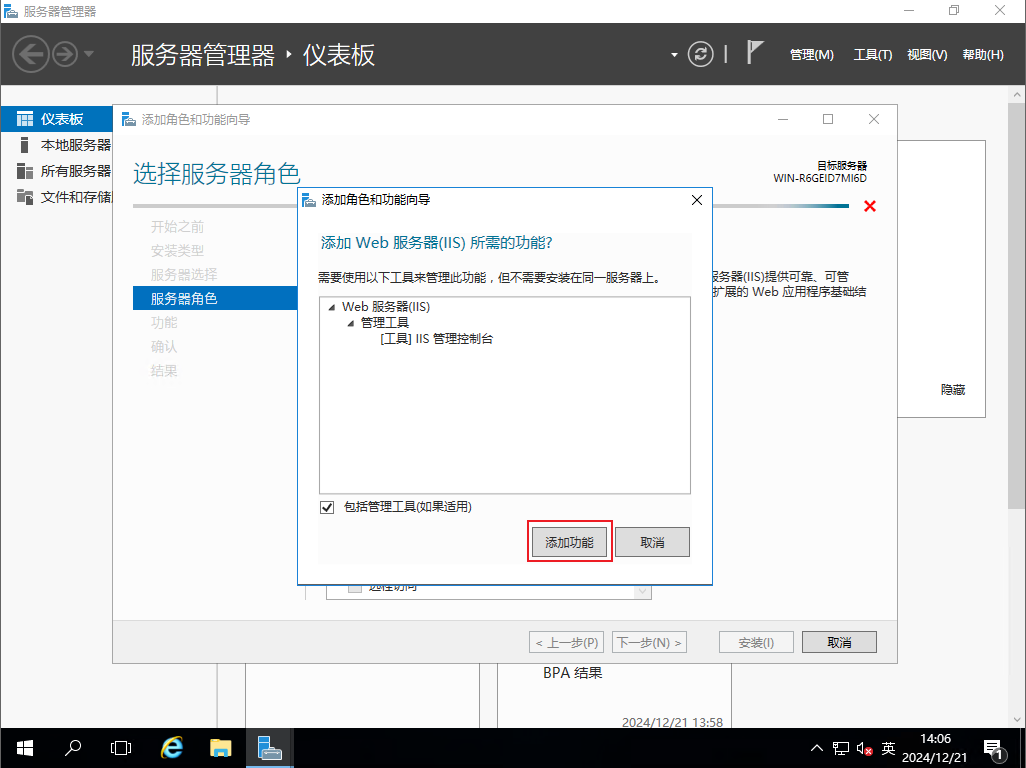 服务器管理器
服务器管理器 ‣ 仪表板
管理(M) 工具(T) 视图(V) 帮助(H)
仪表板
本地服务器
所有服务器
文件和存储
添加角色和功能向导
选择服务器角色
目标服务器
WIN-R6GEID7MI6D
开始之前
安装类型
服务器选择
服务器角色
功能
确认
结果
添加角色和功能向导
添加 Web 服务器(IIS) 所需的功能?
需要使用以下工具来管理此功能，但不需要安装在同一服务器上。
Web 服务器(IIS)
管理工具
[工具] IIS 管理控制台
包括管理工具(如果适用)
添加功能 取消
服务器(IIS)提供可靠、可管
扩展的 Web 应用程序基础结
隐藏
远程访问
< 上一步(P) 下一步(N) > 安装(I) 取消
BPA 结果
2024/12/21 13:58
英
14:06
2024/12/21
1